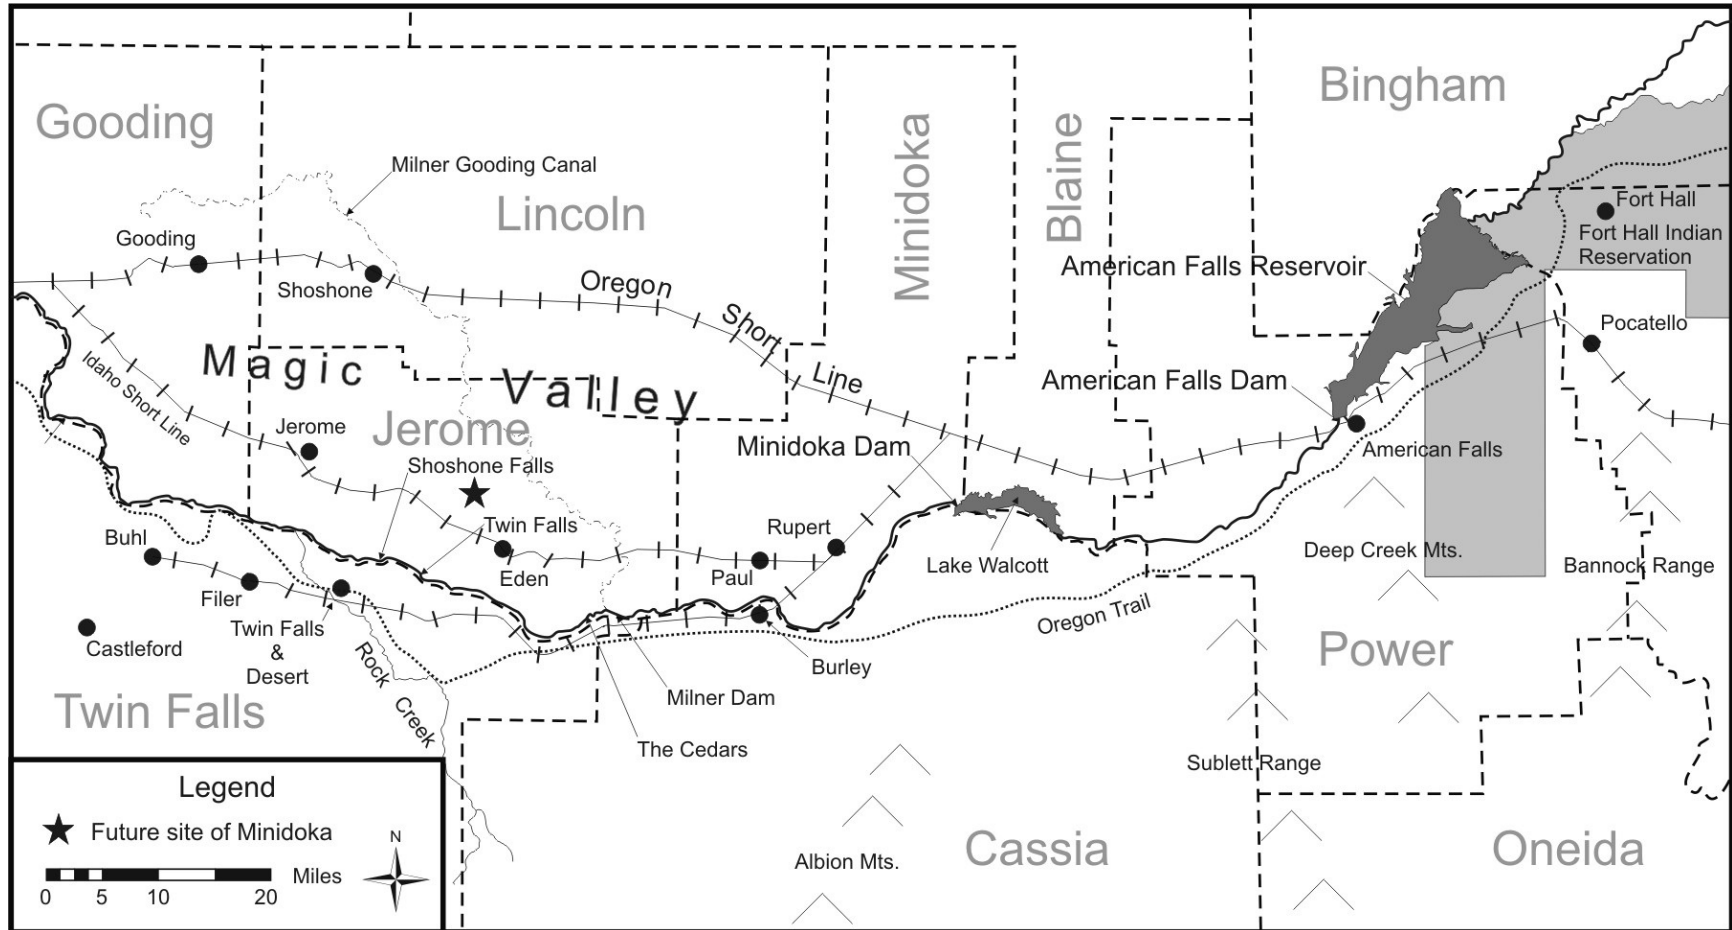 Bingham
Gooding
Minidoka
Blaine
Milner Gooding Canal
Lincoln
Fort Hall
Fort Hall Indian
Reservation
Gooding
Shoshone
Oregon
Short
Line
American Falls Reservoir
Pocatello
Magic
Valley
Idaho Short Line
American Falls Dam
Jerome
Jerome
Shoshone Falls
Minidoka Dam
American Falls
Twin Falls
Rupert
Buhl
Eden
Paul
Lake Walcott
Deep Creek Mts.
Bannock Range
Filer
Twin Falls
&
Desert
Castleford
Rock
Creek
Oregon Trail
Burley
Power
Milner Dam
Twin Falls
The Cedars
Sublett Range
Albion Mts.
Cassia
Oneida
Legend
Future site of Minidoka
N
Miles
0 5 10 20